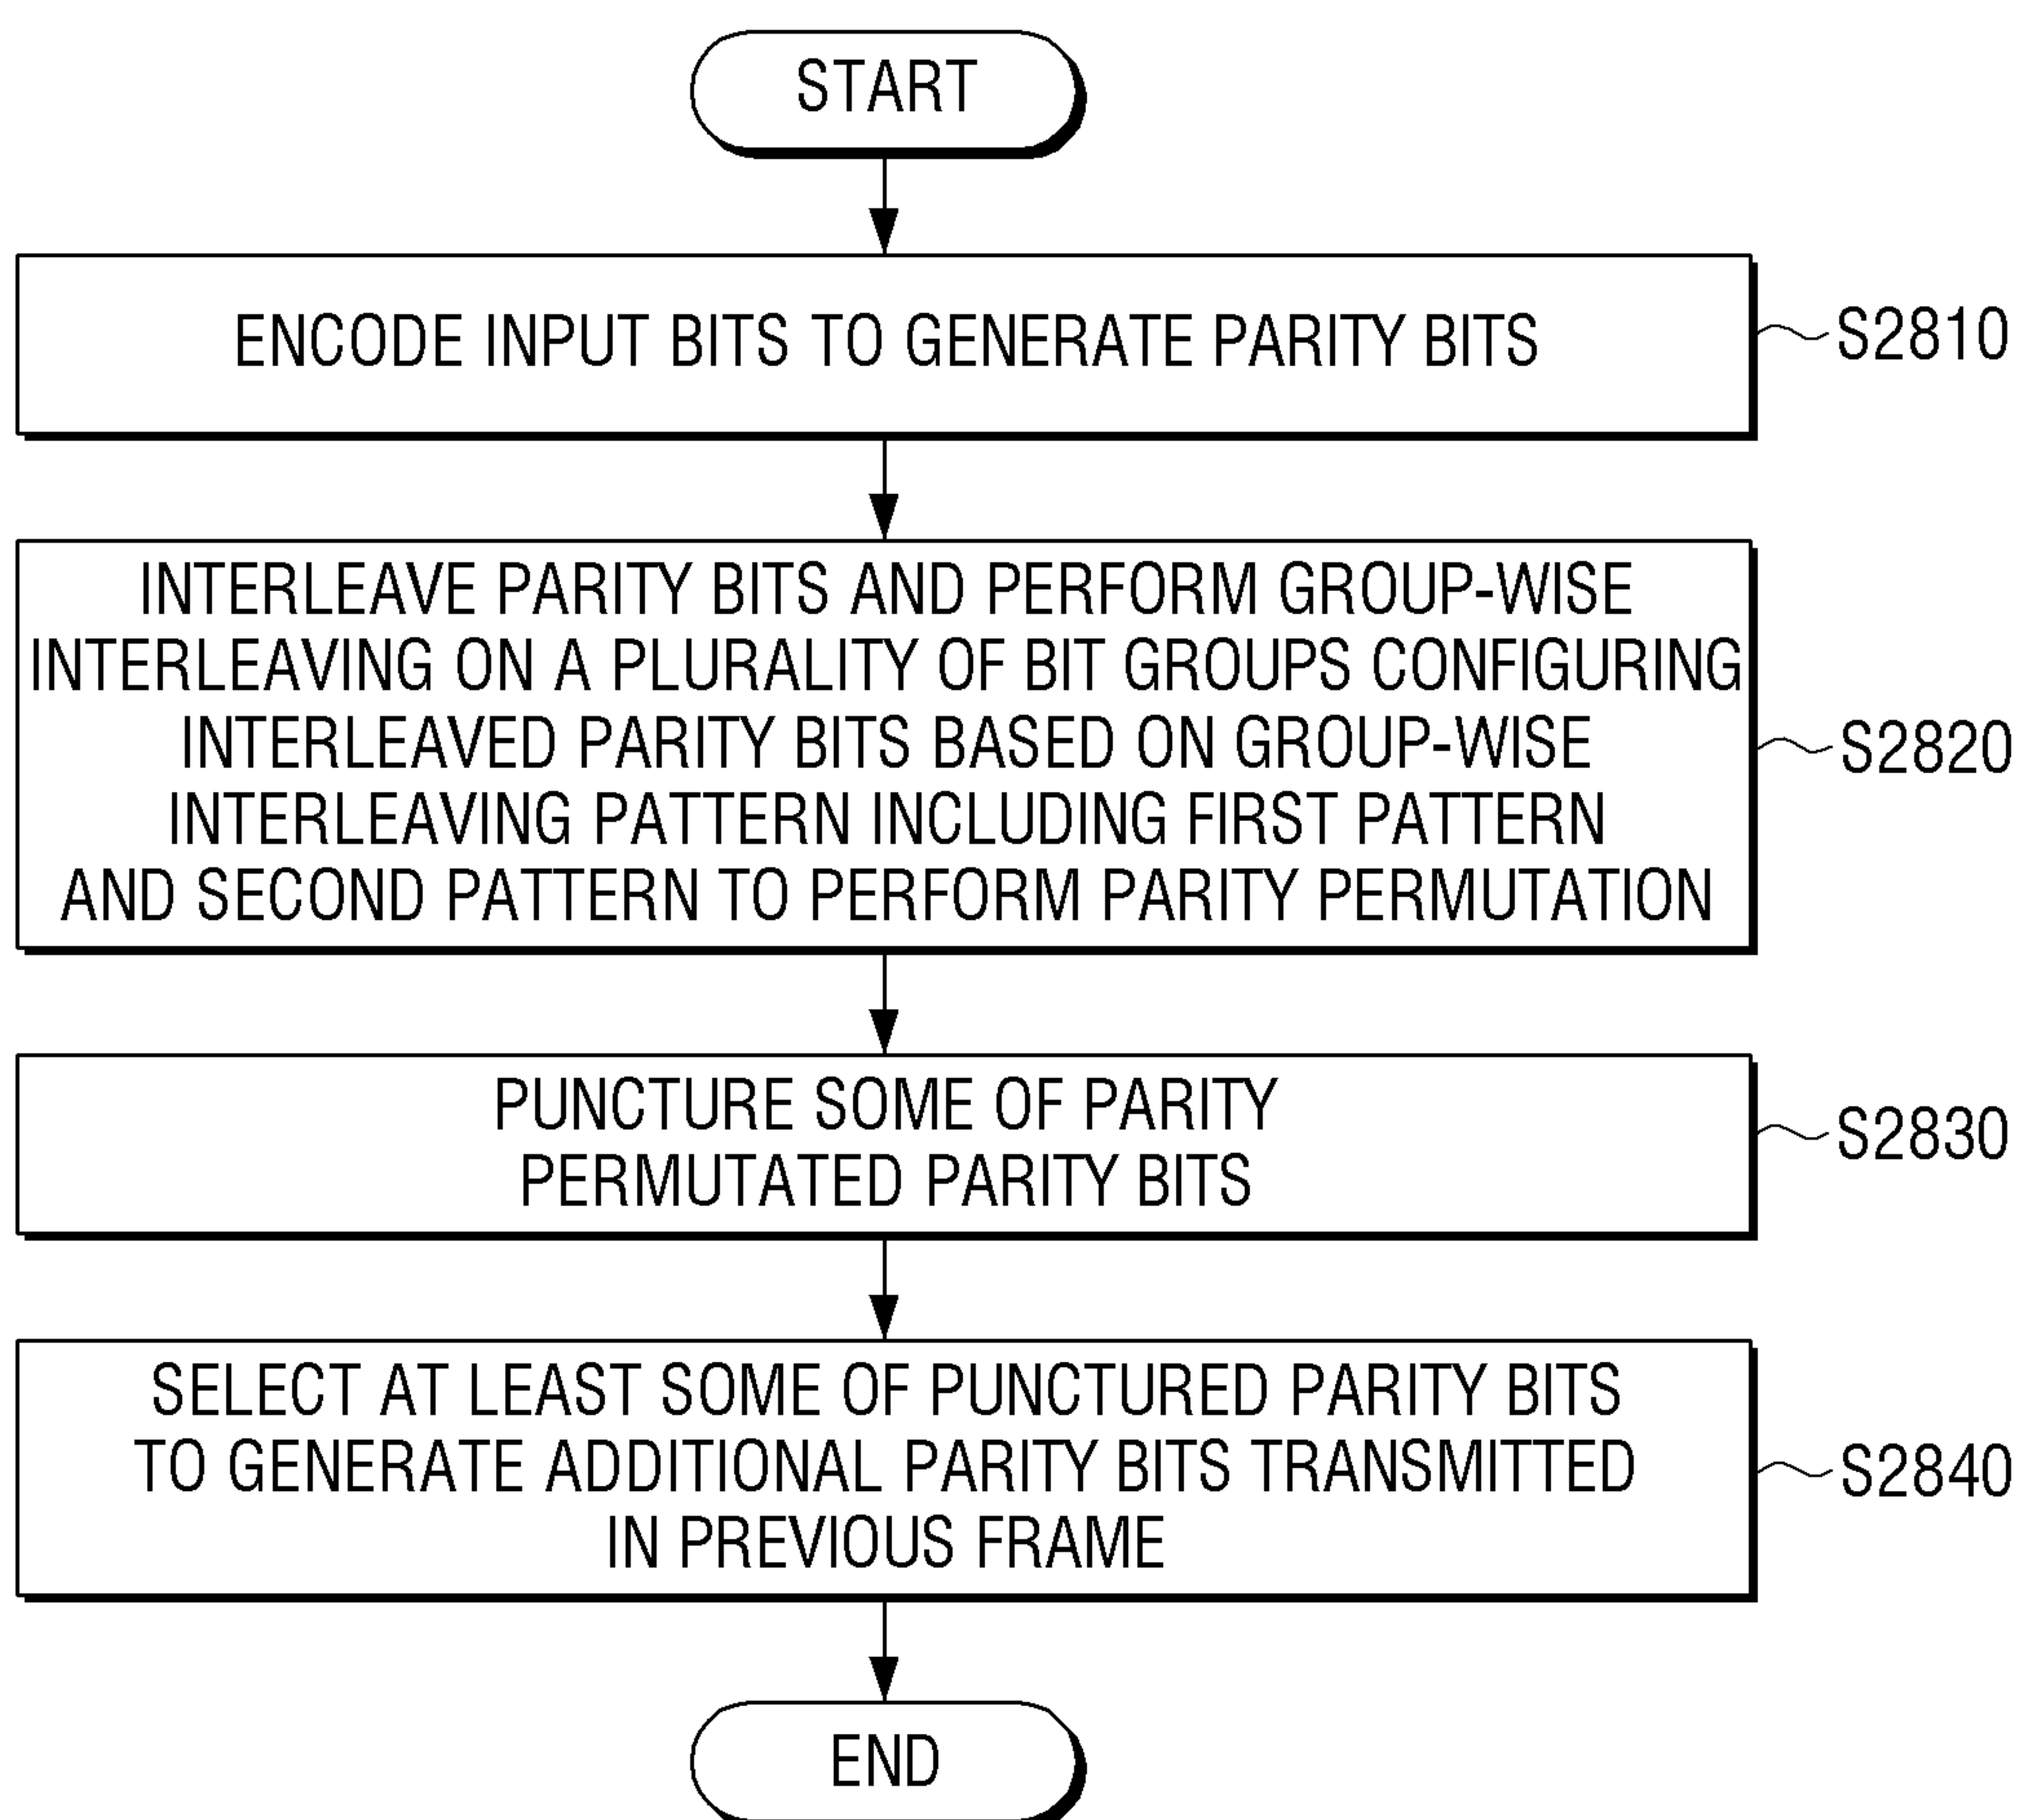 START
ENCODE INPUT BITS TO GENERATE PARITY BITS
S2810
INTERLEAVE PARITY BITS AND PERFORM GROUP-WISE
INTERLEAVING ON A PLURALITY OF BIT GROUPS CONFIGURING
INTERLEAVED PARITY BITS BASED ON GROUP-WISE
INTERLEAVING PATTERN INCLUDING FIRST PATTERN
AND SECOND PATTERN TO PERFORM PARITY PERMUTATION
S2820
PUNCTURE SOME OF PARITY
PERMUTATED PARITY BITS
S2830
SELECT AT LEAST SOME OF PUNCTURED PARITY BITS
TO GENERATE ADDITIONAL PARITY BITS TRANSMITTED
IN PREVIOUS FRAME
S2840
END